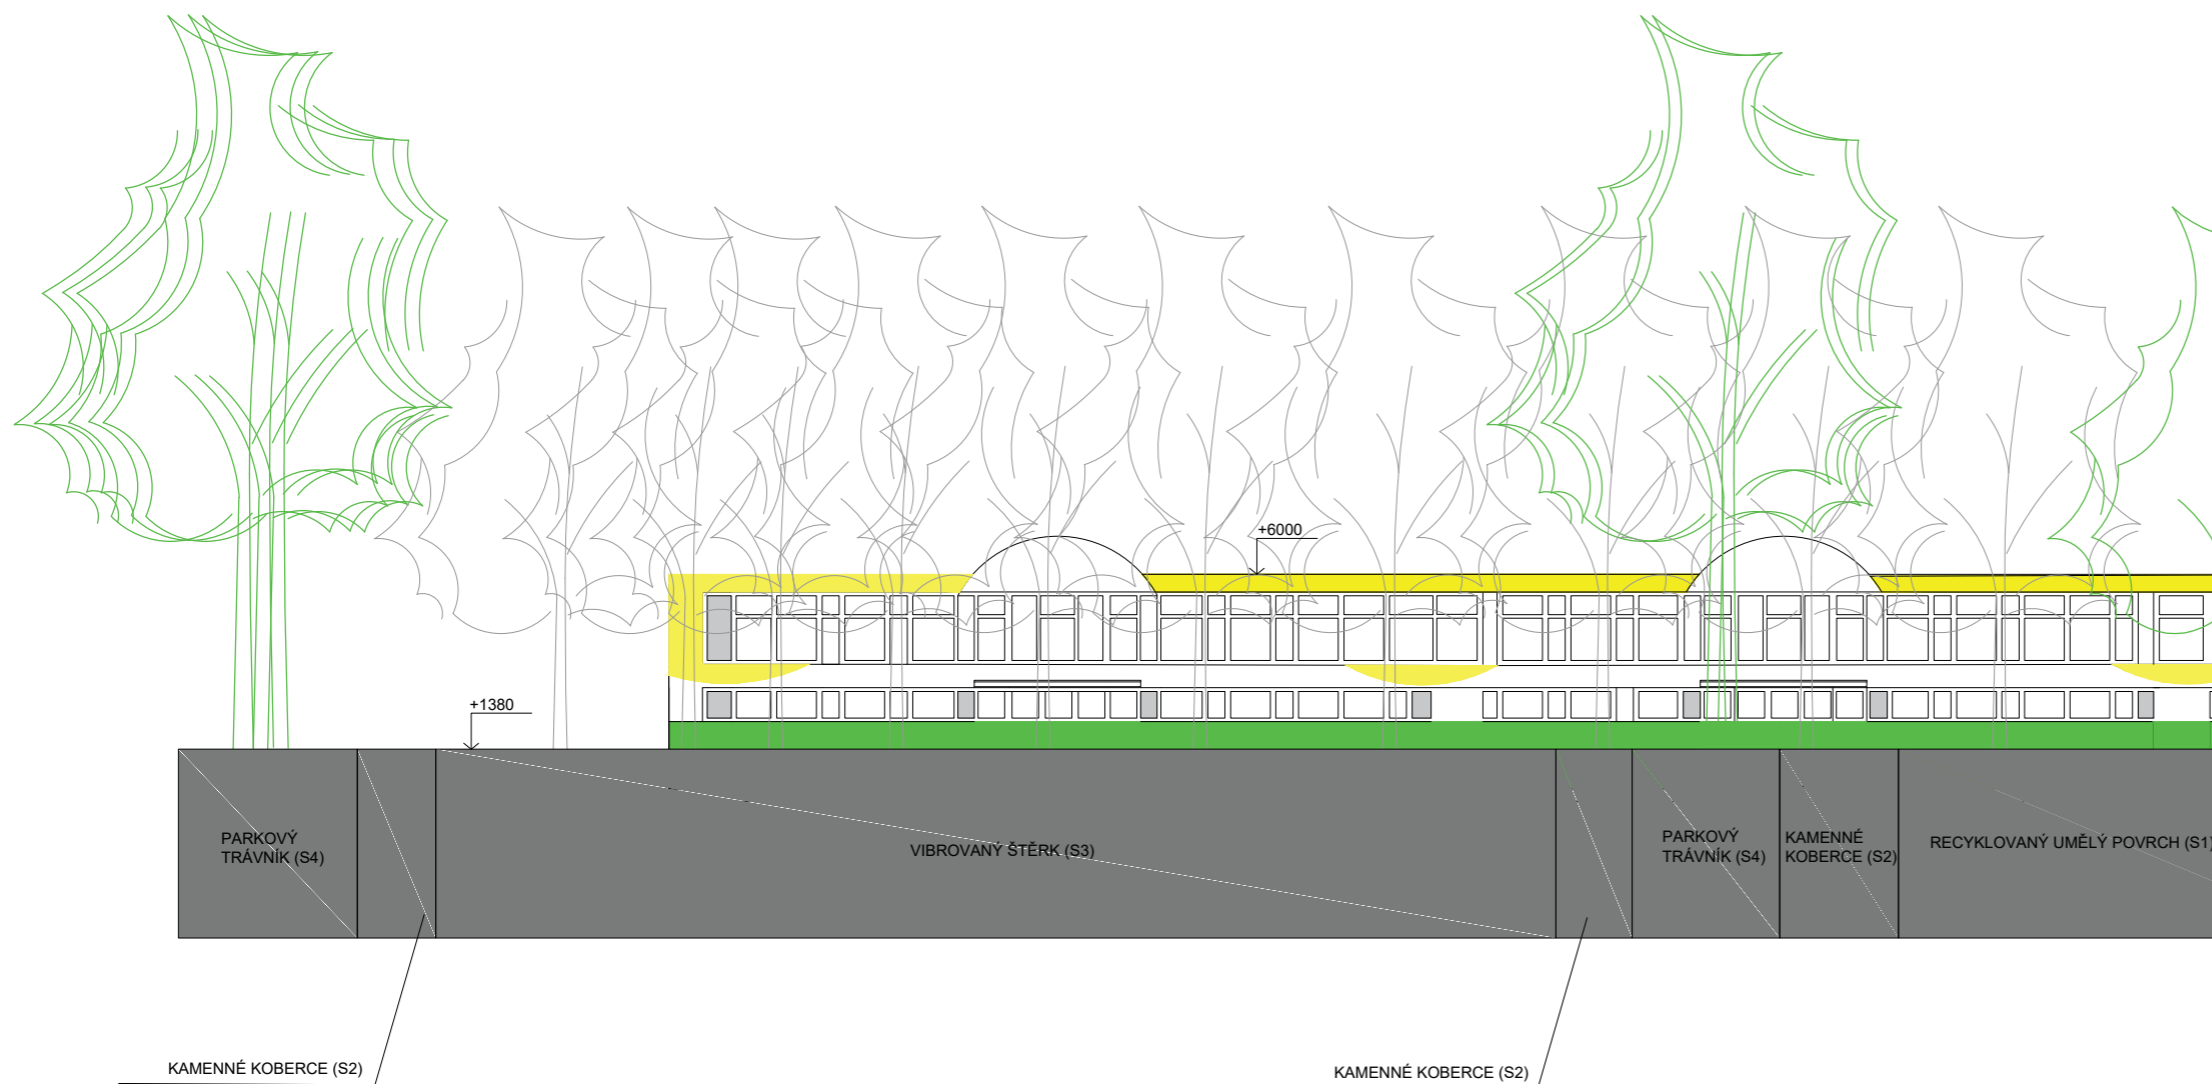 +6000
+1380
PARKOVÝ
TRÁVNÍK (S4)
VIBROVANÝ ŠTĚRK (S3)
PARKOVÝ
TRÁVNÍK (S4)
KAMENNÉ
KOBERCE (S2)
RECYKLOVANÝ UMĚLÝ POVRCH (S1)
KAMENNÉ KOBERCE (S2)
KAMENNÉ KOBERCE (S2)